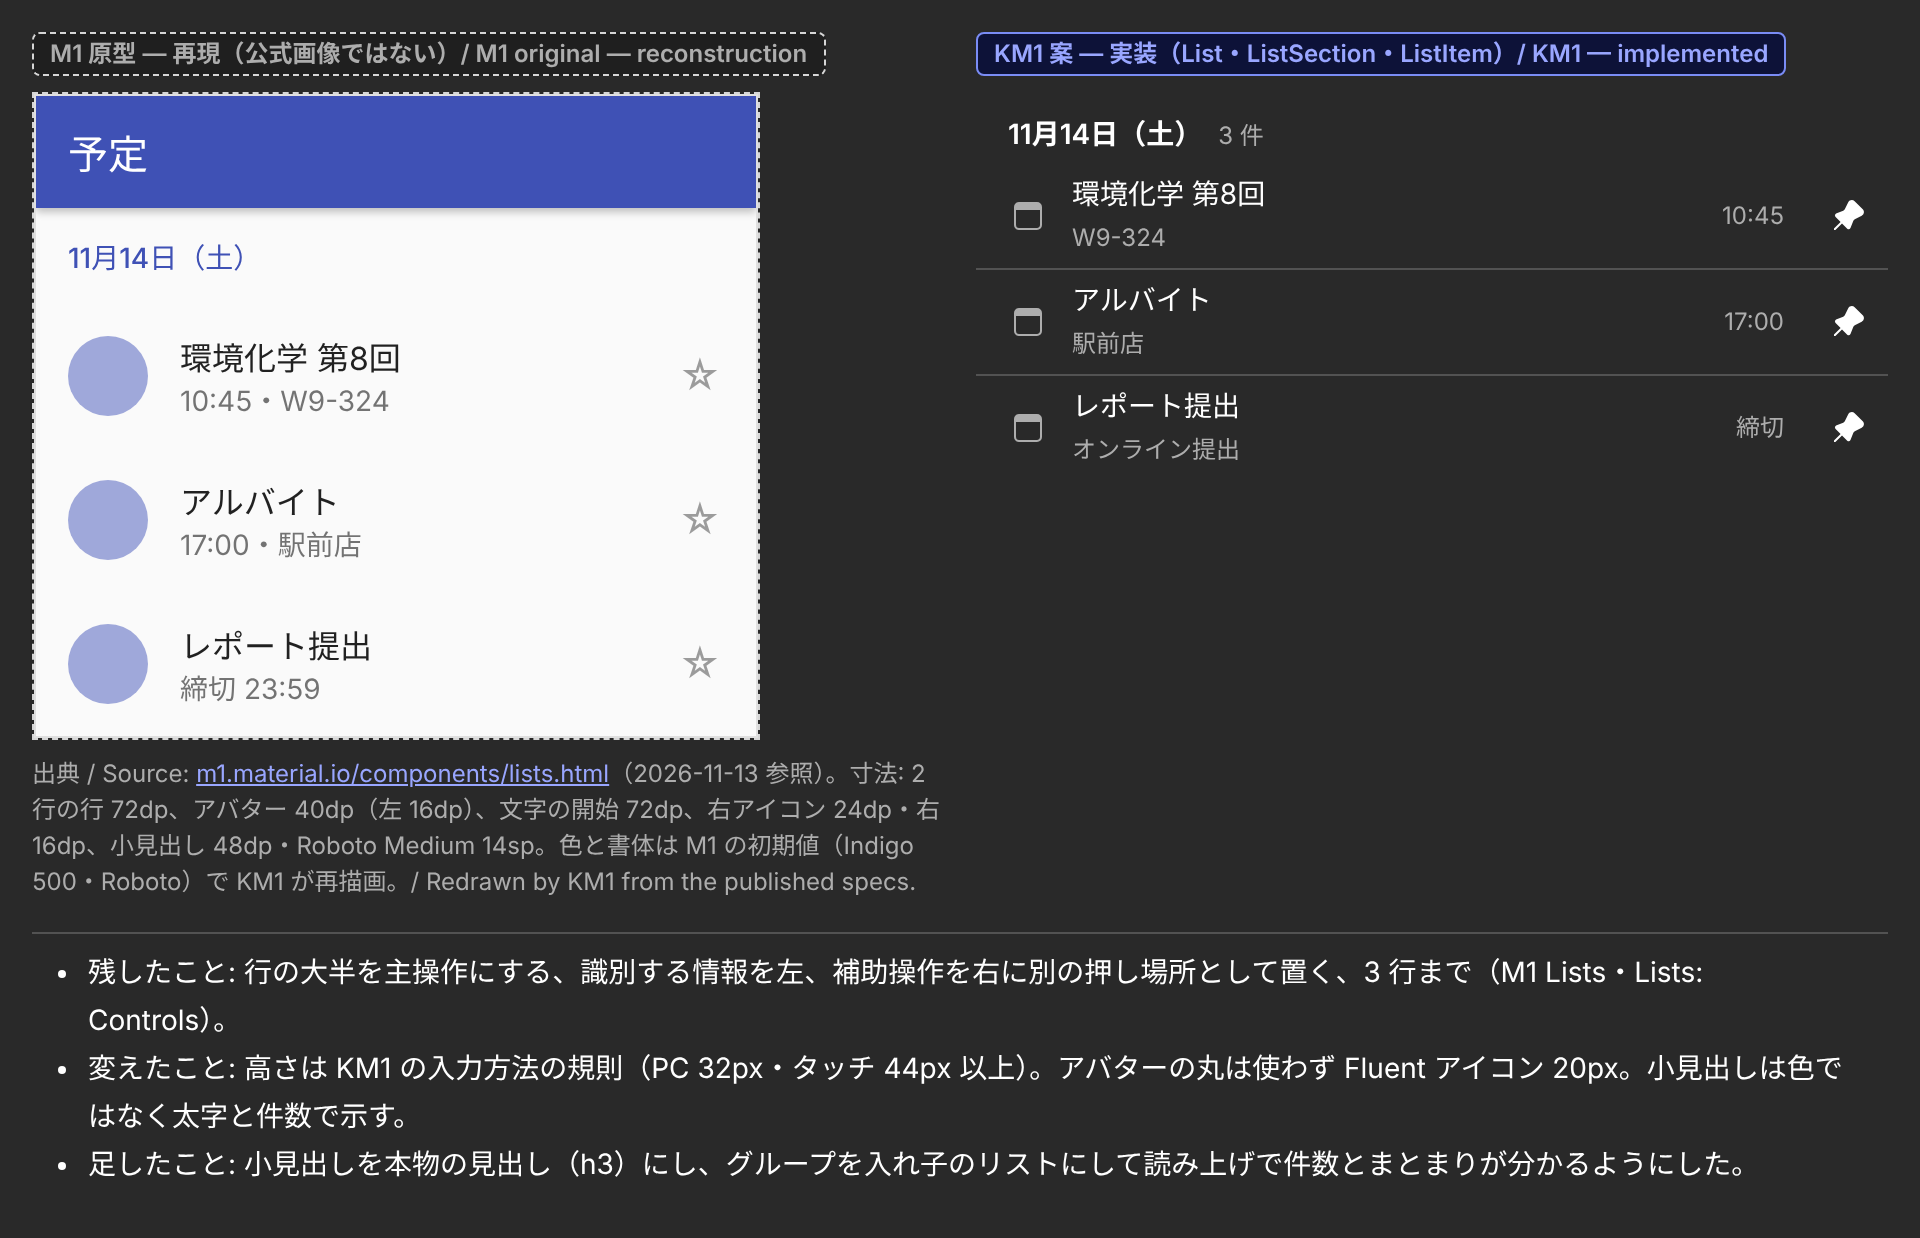 M1 原型 — 再現（公式画像ではない）/ M1 original — reconstruction
予定
11月14日（土）
環境化学 第8回
10:45・W9-324
アルバイト
17:00・駅前店
レポート提出
締切 23:59
出典 / Source: m1.material.io/components/lists.html（2026-11-13 参照）。寸法: 2
行の行 72dp、アバター 40dp（左 16dp）、文字の開始 72dp、右アイコン 24dp・右
16dp、小見出し 48dp・Roboto Medium 14sp。色と書体は M1 の初期値（Indigo
500・Roboto）で KM1 が再描画。/ Redrawn by KM1 from the published specs.
KM1 案 — 実装（List・ListSection・ListItem）/ KM1 — implemented
11月14日（土） 3 件
環境化学 第8回
W9-324
10:45
アルバイト
駅前店
17:00
レポート提出
オンライン提出
締切
• 残したこと: 行の大半を主操作にする、識別する情報を左、補助操作を右に別の押し場所として置く、3 行まで（M1 Lists・Lists:
Controls）。
• 変えたこと: 高さは KM1 の入力方法の規則（PC 32px・タッチ 44px 以上）。アバターの丸は使わず Fluent アイコン 20px。小見出しは色で
はなく太字と件数で示す。
• 足したこと: 小見出しを本物の見出し（h3）にし、グループを入れ子のリストにして読み上げで件数とまとまりが分かるようにした。